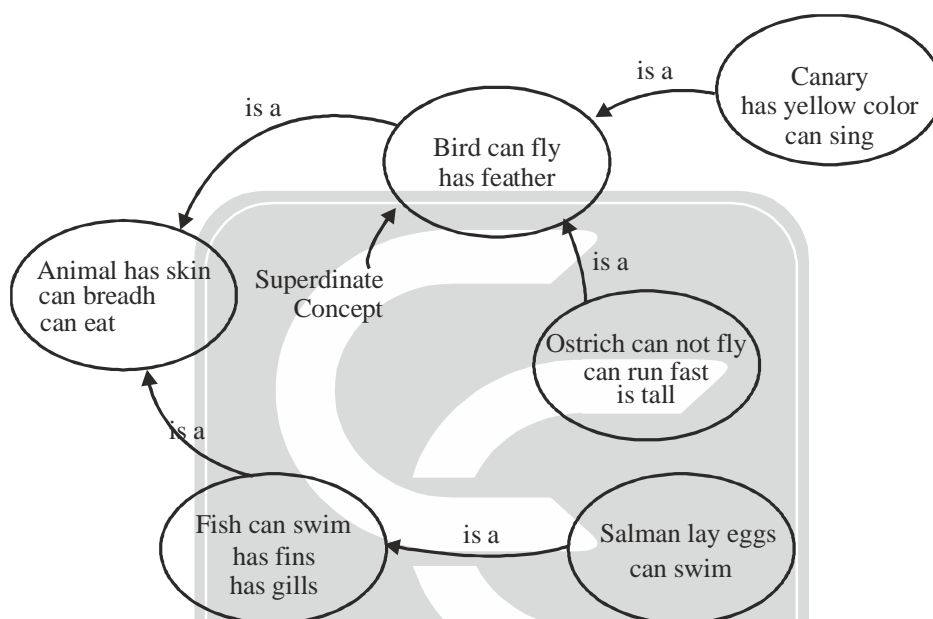 is a
Canary
has yellow color
can sing
is a
Bird can fly
has feather
Animal has skin
can breadh
can eat
Superdinate
Concept
is a
Ostrich can not fly
can run fast
is tall
is a
Fish can swim
has fins
has gills
is a
Salman lay eggs
can swim